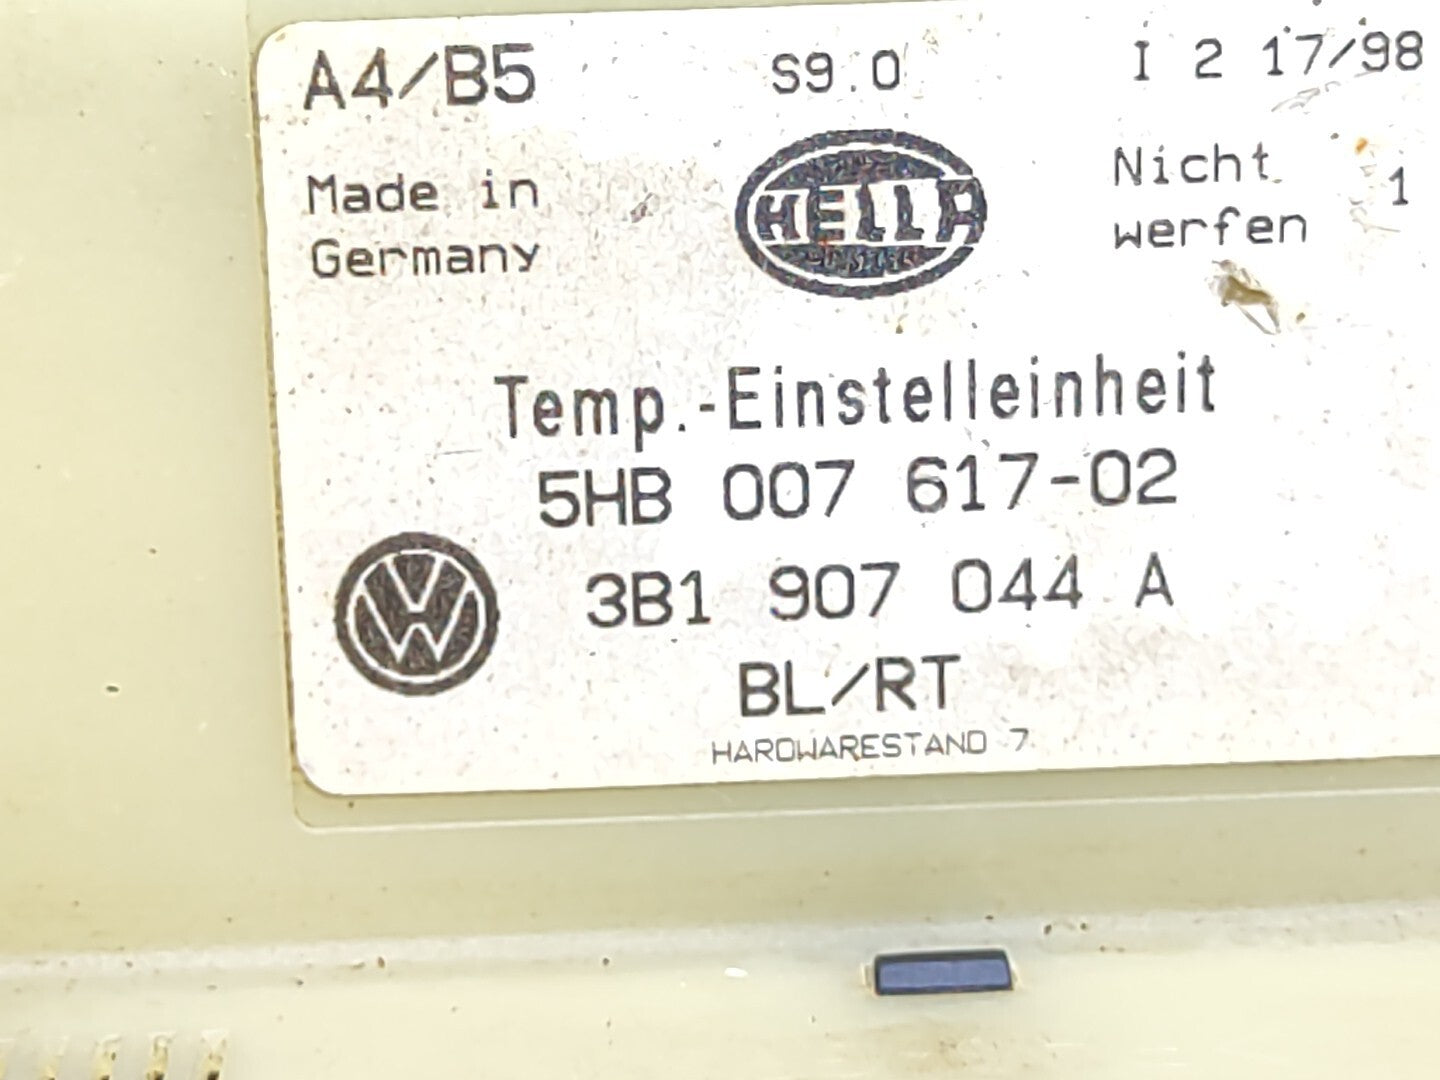 A4/B5 S9.0 I 2 17/98
Made in
Germany
HELLA
Nicht
werfen
1
Temp.-Einstelleinheit
5HB 007 617-02
VW
3B1 907 044 A
BL/RT
HARDWARESTAND 7